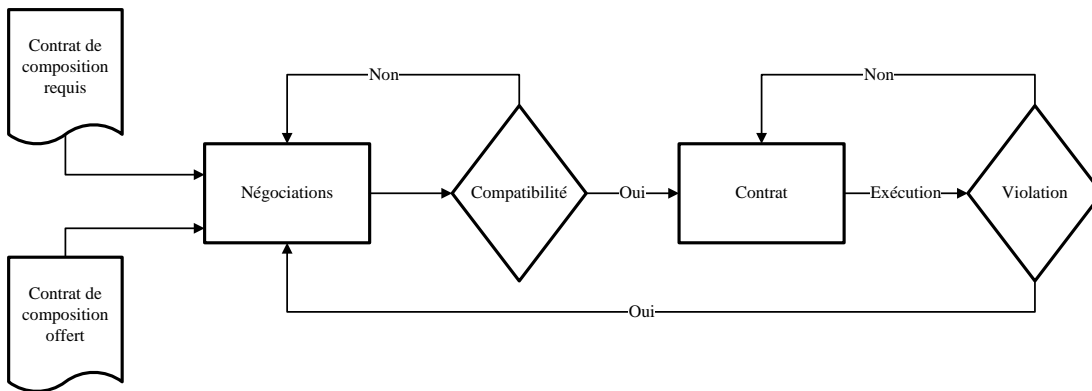 Contrat de
composition
requis
Non
Non
Négociations
Compatibilité
Oui
Contrat
Exécution
Violation
Contrat de
composition
offert
Oui